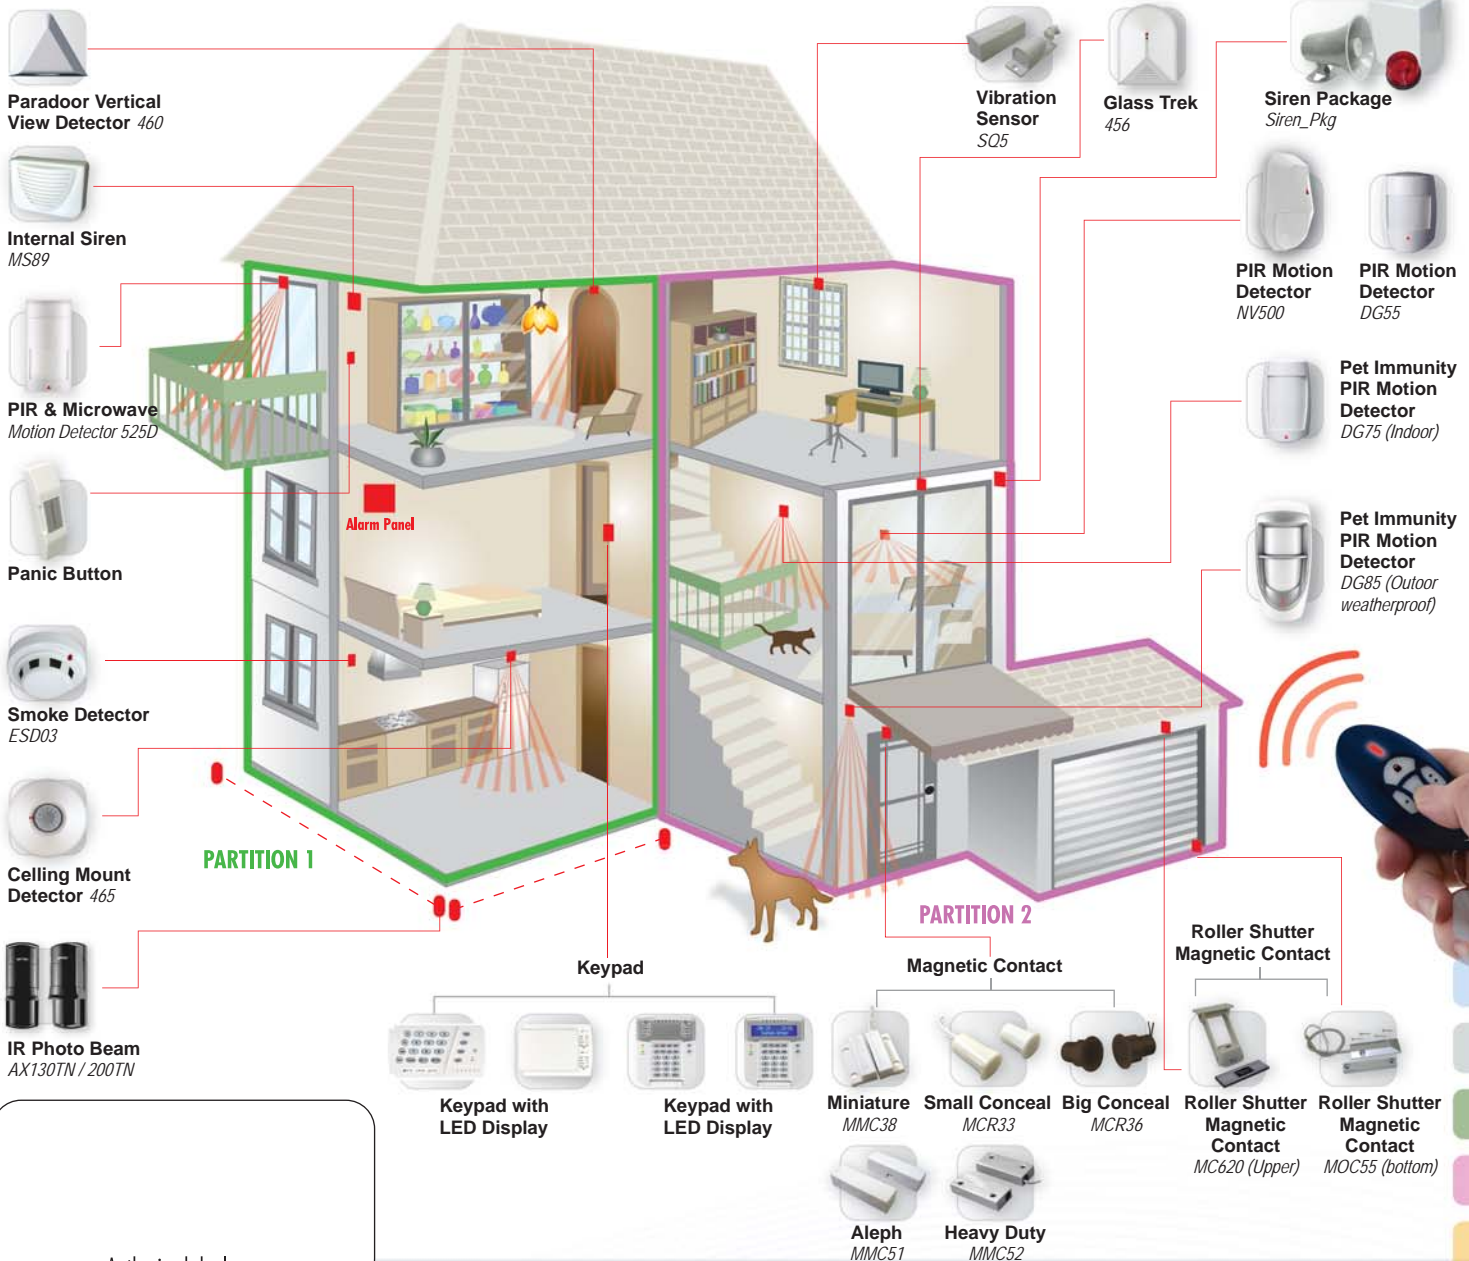 Paradoor Vertical
View Detector 460
Internal Siren
MS89
PIR & Microwave
Motion Detector 525D
Panic Button
Smoke Detector
ESD03
Celling Mount
Detector 465
IR Photo Beam
AX130TN / 200TN
Vibration
Sensor
SQ5
Glass Trek
456
Siren Package
Siren_Pkg
PIR Motion
Detector
NV500
PIR Motion
Detector
DG55
Pet Immunity
PIR Motion
Detector
DG75 (Indoor)
Pet Immunity
PIR Motion
Detector
DG85 (Outoor
weatherproof)
Alarm Panel
PARTITION 1
PARTITION 2
Keypad
Keypad with
LED Display
Keypad with
LED Display
Magnetic Contact
Miniature
MMC38
Small Conceal
MCR33
Big Conceal
MCR36
Aleph
MMC51
Heavy Duty
MMC52
Roller Shutter
Magnetic Contact
Roller Shutter
Magnetic
Contact
MC620 (Upper)
Roller Shutter
Magnetic
Contact
MOC55 (bottom)